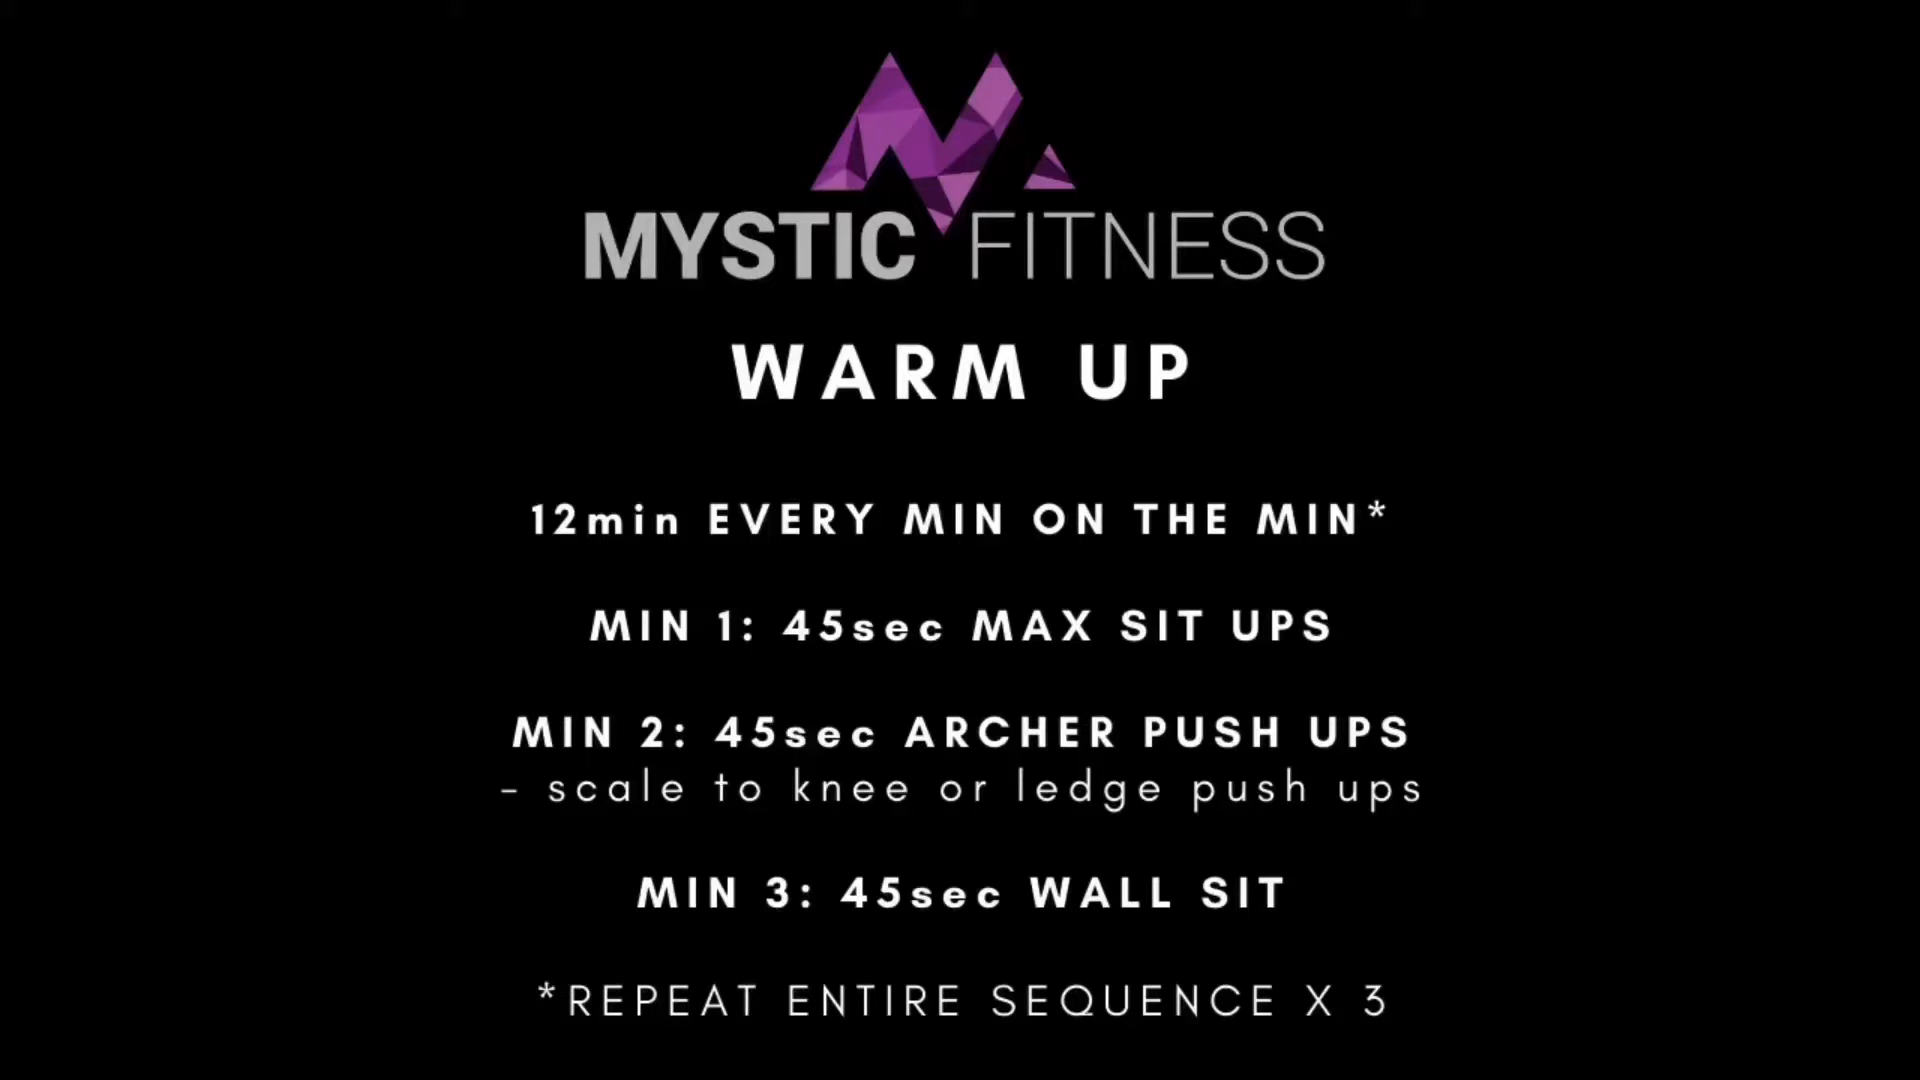 MYSTIC FITNESS
WARM UP
12min EVERY MIN ON THE MIN*
MIN 1: 45sec MAX SIT UPS
MIN 2: 45sec ARCHER PUSH UPS
- scale to knee or ledge push ups
MIN 3: 45sec WALL SIT
*REPEAT ENTIRE SEQUENCE X 3